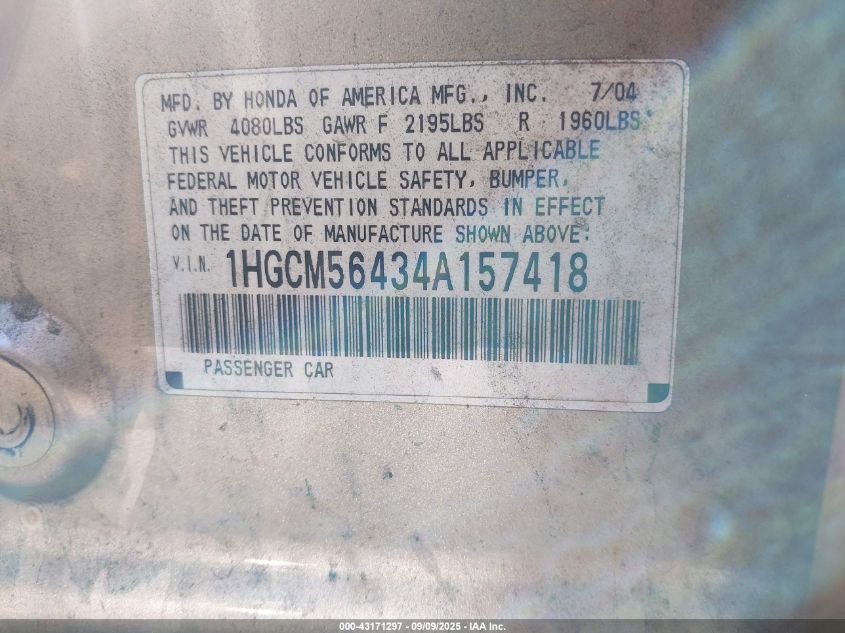 MFD. BY HONDA OF AMERICA MFG., INC. 7/04
GVWR 4080LBS GAWR F 2195LBS R 1960LBS
THIS VEHICLE CONFORMS TO ALL APPLICABLE
FEDERAL MOTOR VEHICLE SAFETY, BUMPER,
AND THEFT PREVENTION STANDARDS IN EFFECT
ON THE DATE OF MANUFACTURE SHOWN ABOVE.
V.I.N. 1HGCM56434A157418
PASSENGER CAR
000-43171297 - 09/09/2025 - IAA Inc.